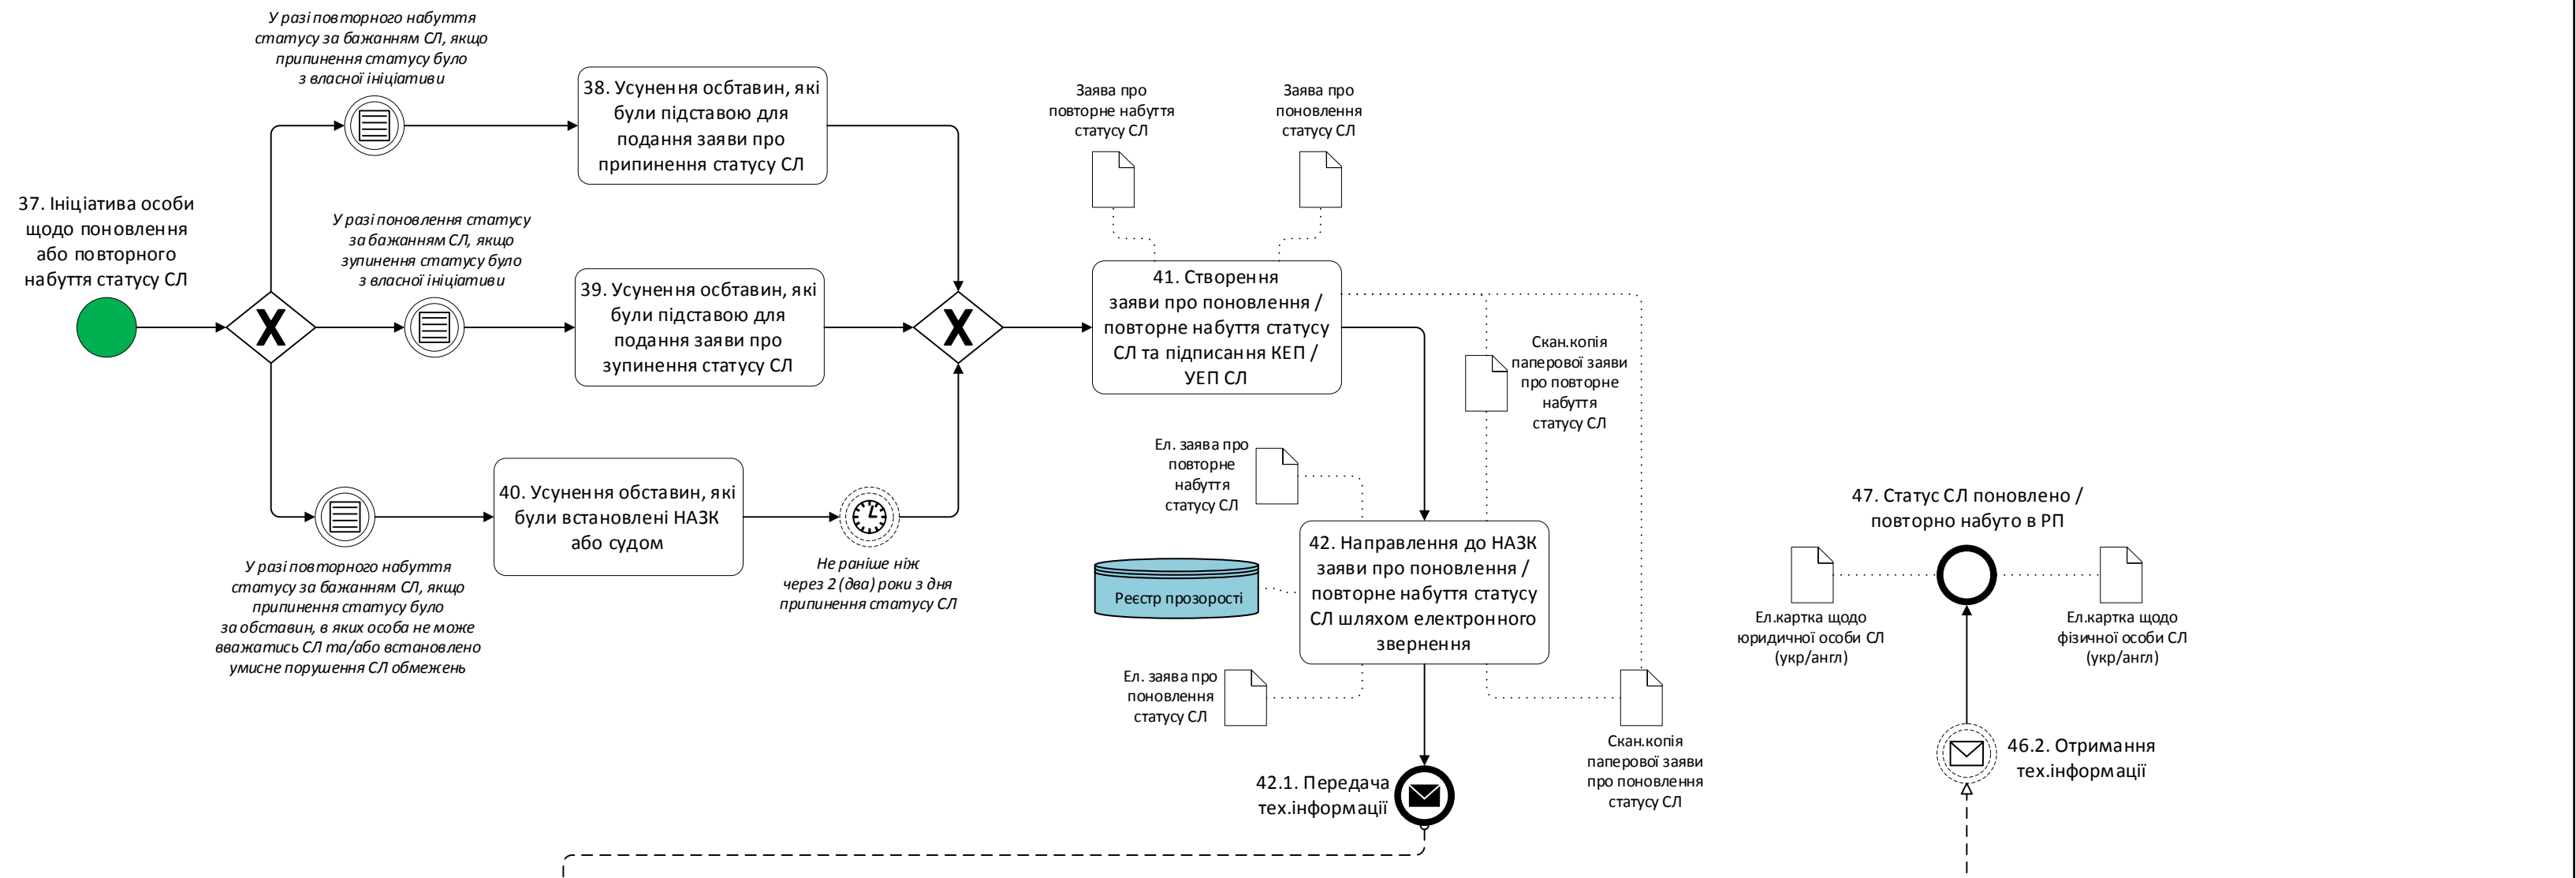 У разі повторного набуття
статусу за бажанням СЛ, якщо
припинення статусу було
з власної ініціативи
38. Усунення осбтавин, які
були підставою для
подання заяви про
припинення статусу СЛ
Заява про
повторне набуття
статусу СЛ
Заява про
поновлення
статусу СЛ
37. Ініціатива особи
щодо поновлення
або повторного
набуття статусу СЛ
У разі поновлення статусу
за бажанням СЛ, якщо
зупинення статусу було
з власної ініціативи
X
39. Усунення осбтавин, які
були підставою для
подання заяви про
зупинення статусу СЛ
X
41. Створення
заяви про поновлення /
повторне набуття статусу
СЛ та підписання КЕП /
УЕП СЛ
Скан.копія
паперової заяви
про повторне
набуття
статусу СЛ
40. Усунення обставин, які
були встановлені НАЗК
або судом
Ел. заява про
повторне
набуття
статусу СЛ
У разі повторного набуття
статусу за бажанням СЛ, якщо
припинення статусу було
за обставин, в яких особа не може
вважатись СЛ та/або встановлено
умисне порушення СЛ обмежень
Не раніше ніж
через 2 (два) роки з дня
припинення статусу СЛ
Реєстр прозорості
42. Направлення до НАЗК
заяви про поновлення /
повторне набуття статусу
СЛ шляхом електронного
звернення
47. Статус СЛ поновлено /
повторно набуто в РП
Ел.картка щодо
юридичної особи СЛ
(укр/англ)
Ел.картка щодо
фізичної особи СЛ
(укр/англ)
Ел. заява про
поновлення
статусу СЛ
Скан.копія
паперової заяви
про поновлення
статусу СЛ
42.1. Передача
тех.інформації
46.2. Отримання
тех.інформації